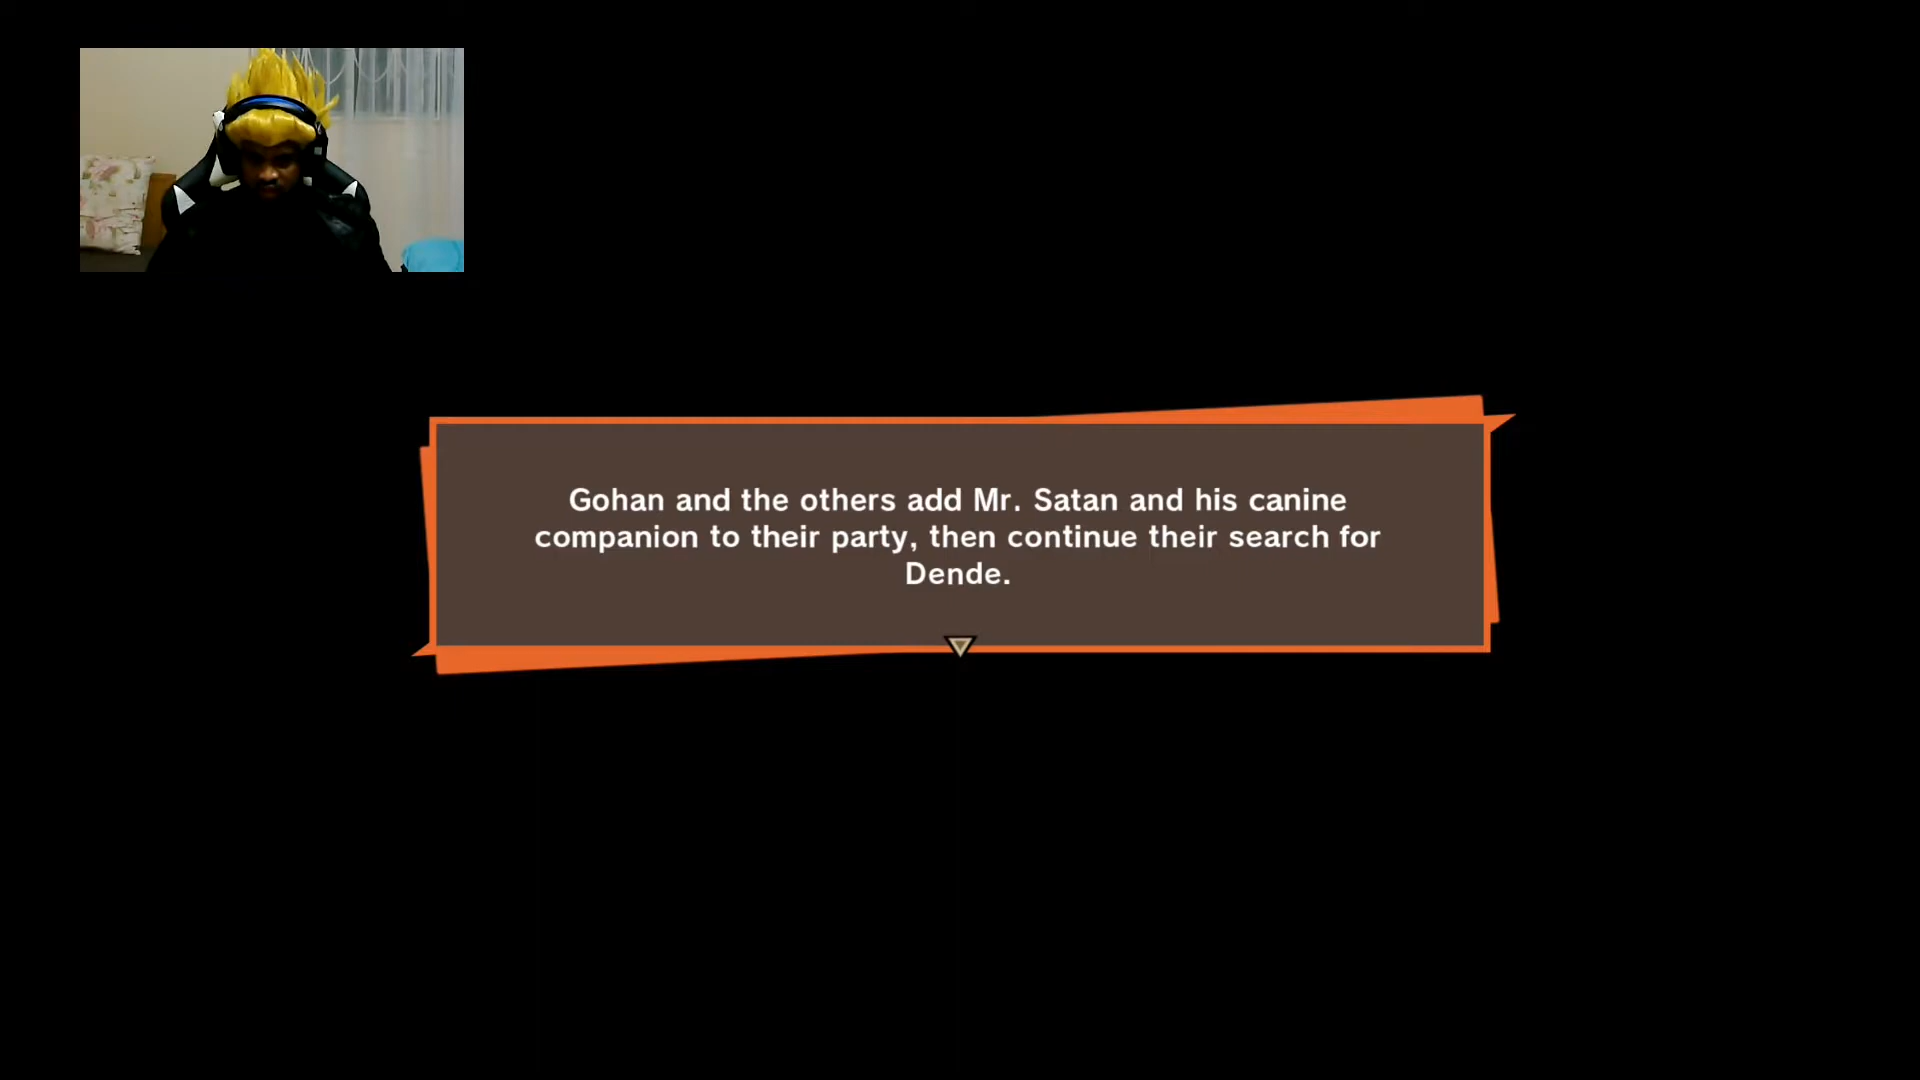 Gohan and the others add Mr. Satan and his canine
companion to their party, then continue their search for
Dende.